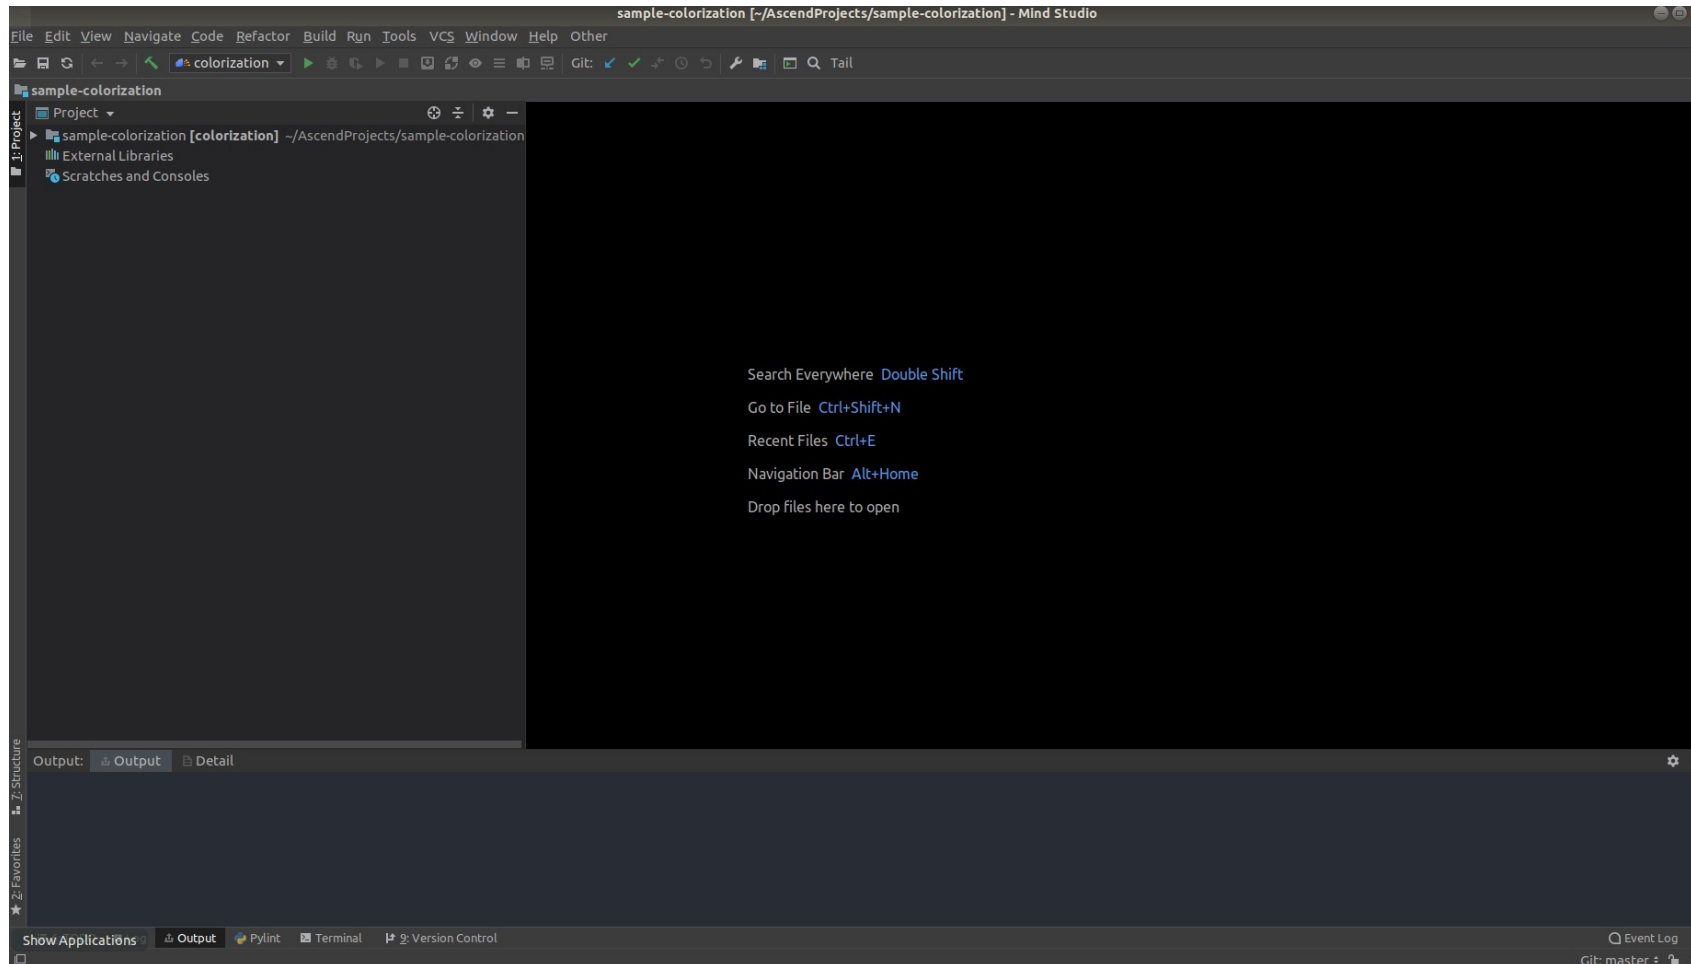 sample-colorization [~/AscendProjects/sample-colorization] - Mind Studio
File Edit View Navigate Code Refactor Build Run Tools VCS Window Help Other
colorization Git: Tail
sample-colorization
Project
1: Project
sample-colorization [colorization] ~/AscendProjects/sample-colorization
External Libraries
Scratches and Consoles
Search Everywhere Double Shift
Go to File Ctrl+Shift+N
Recent Files Ctrl+E
Navigation Bar Alt+Home
Drop files here to open
7: Structure
2: Favorites
Output: Output Detail
Show Applications Output Pylint Terminal 9: Version Control Event Log
Git: master